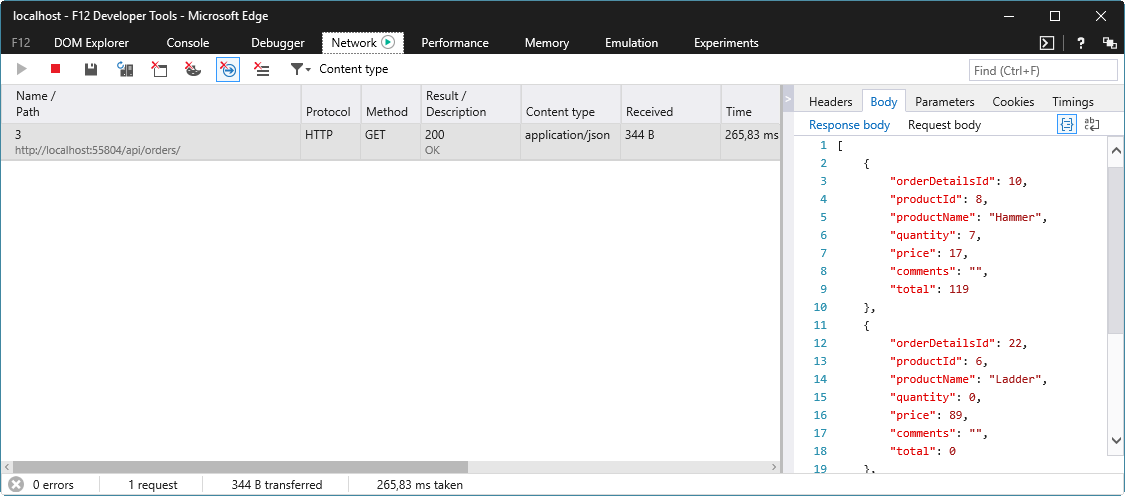 localhost - F12 Developer Tools - Microsoft Edge
F12 DOM Explorer Console Debugger Network Performance Memory Emulation Experiments ?
Content type Find (Ctrl+F)
Name / Path Protocol Method Result / Description Content type Received Time
3 HTTP GET 200 application/json 344 B 265,83 ms
http://localhost:55804/api/orders/ OK
> Headers Body Parameters Cookies Timings
Response body Request body
1 [
2 {
3 "orderDetailsId": 10,
4 "productId": 8,
5 "productName": "Hammer",
6 "quantity": 7,
7 "price": 17,
8 "comments": "",
9 "total": 119
10 },
11 {
12 "orderDetailsId": 22,
13 "productId": 6,
14 "productName": "Ladder",
15 "quantity": 0,
16 "price": 89,
17 "comments": "",
18 "total": 0
19 },
0 errors 1 request 344 B transferred 265,83 ms taken